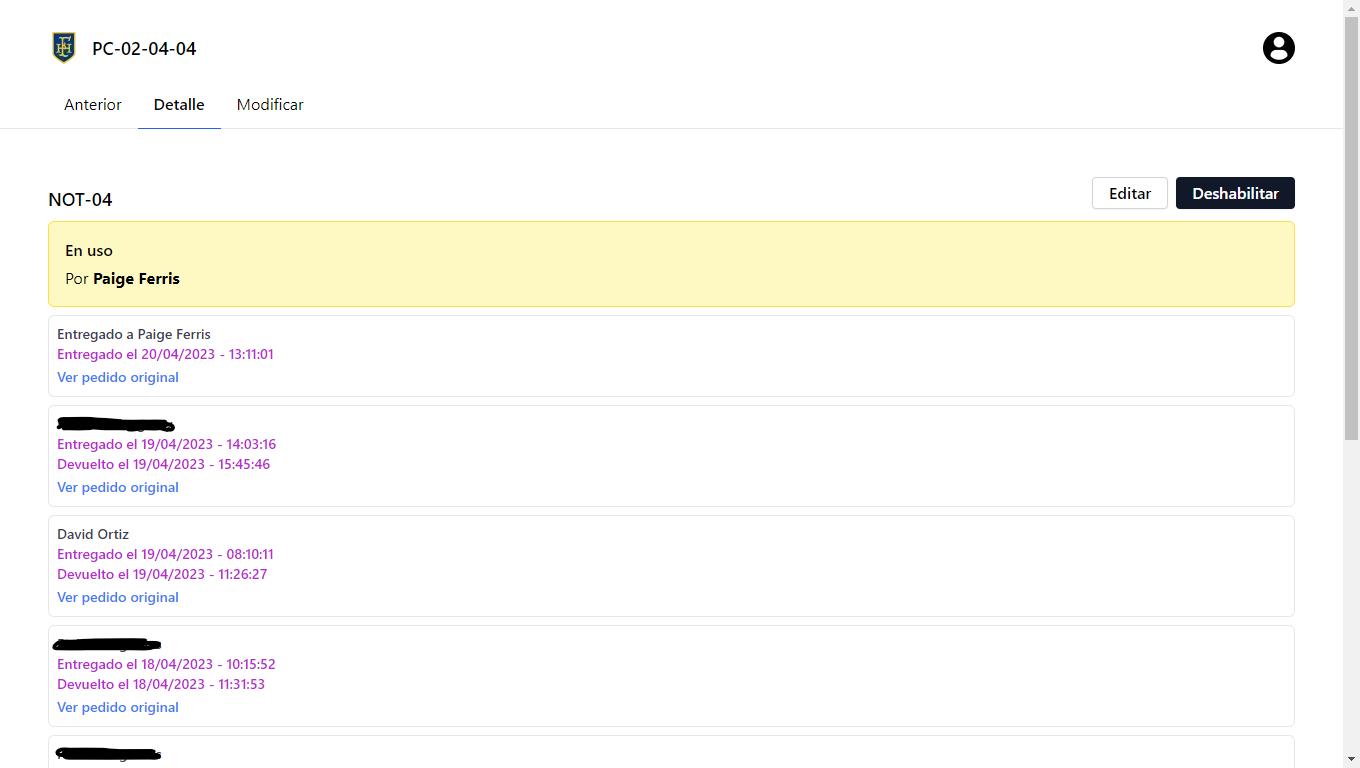 PC-02-04-04
Anterior Detalle Modificar
NOT-04
Editar Deshabilitar
En uso
Por Paige Ferris
Entregado a Paige Ferris
Entregado el 20/04/2023 - 13:11:01
Ver pedido original
Entregado el 19/04/2023 - 14:03:16
Devuelto el 19/04/2023 - 15:45:46
Ver pedido original
David Ortiz
Entregado el 19/04/2023 - 08:10:11
Devuelto el 19/04/2023 - 11:26:27
Ver pedido original
Entregado el 18/04/2023 - 10:15:52
Devuelto el 18/04/2023 - 11:31:53
Ver pedido original